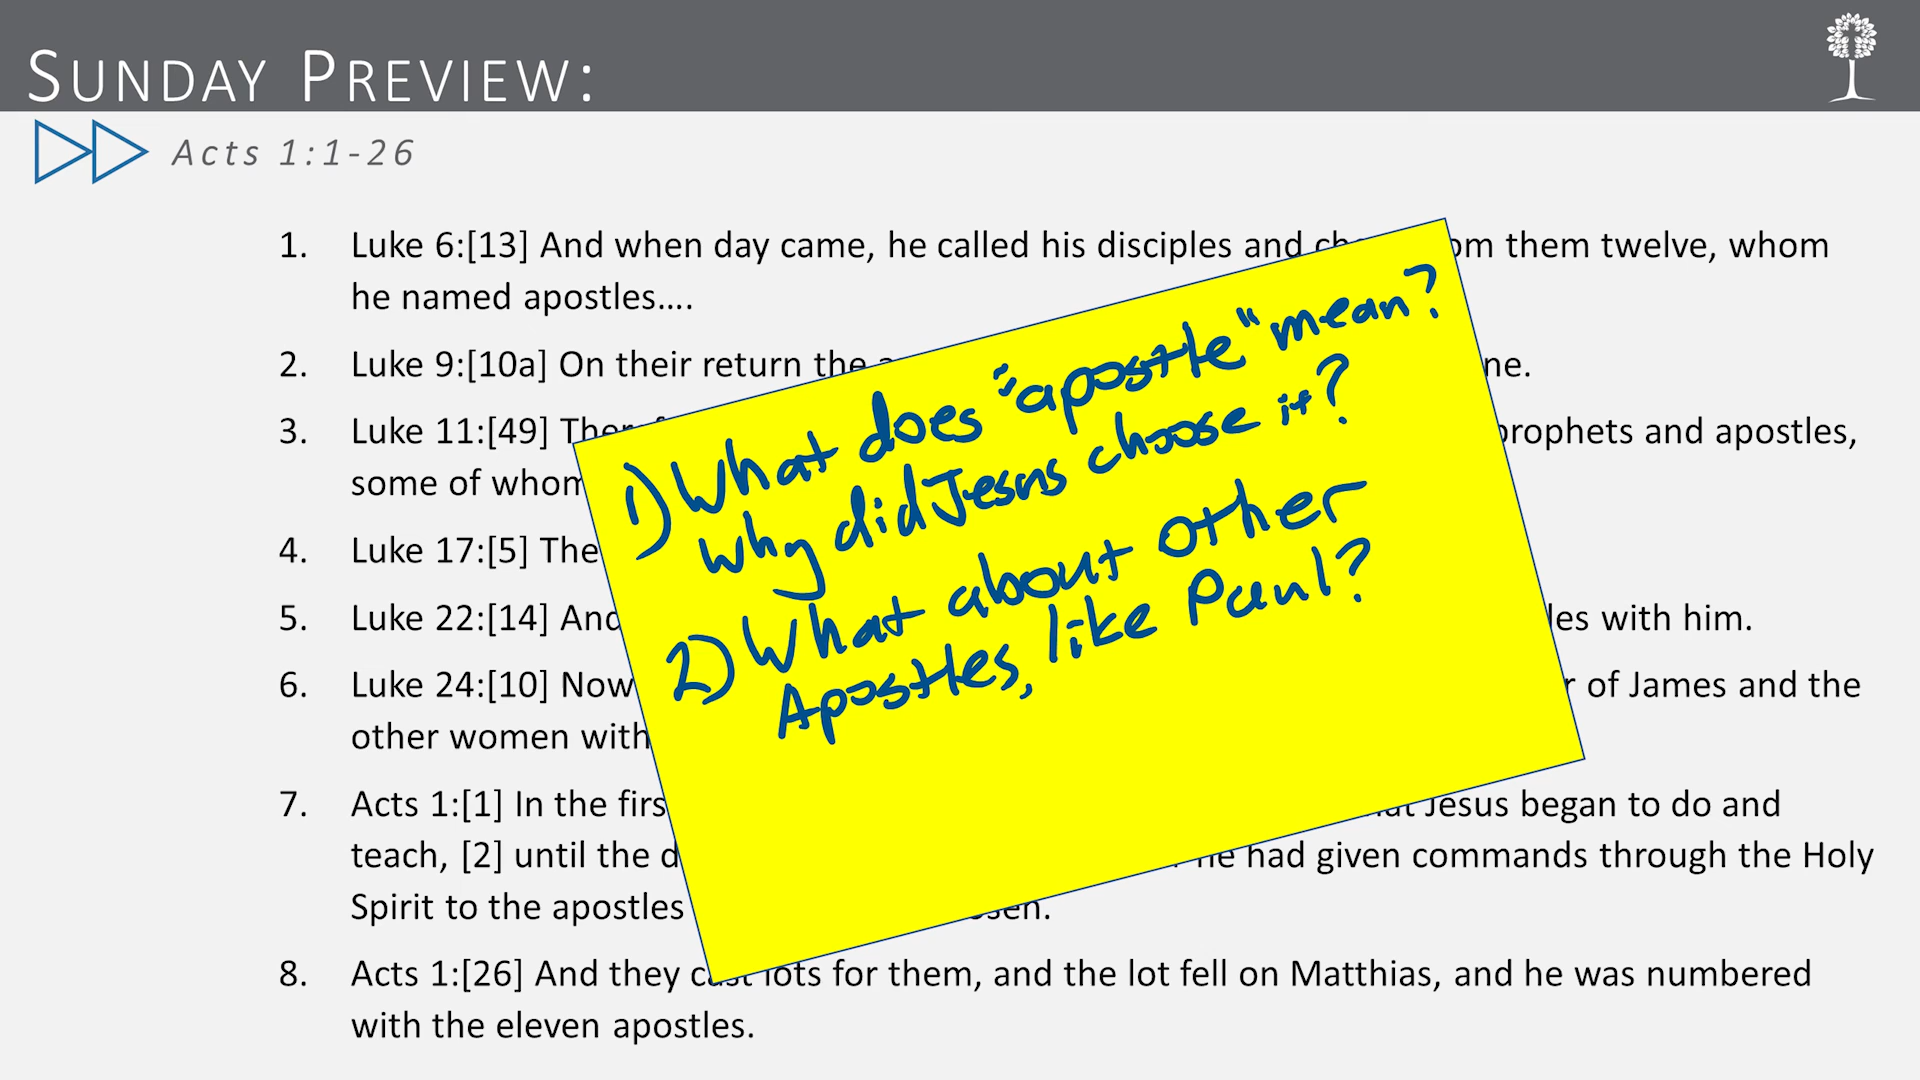 SUNDAY PREVIEW:
Acts 1:1-26
1. Luke 6:[13] And when day came, he called his disciples and them twelve, whom
he named apostles....
2. Luke 9:[10a] On their return the
3. Luke 11:[49] prophets and apostles,
some of whom
4. Luke 17:[5] The
5. Luke 22:[14] And with him.
6. Luke 24:[10] Now of James and the
other women with
7. Acts 1:[1] In the Jesus began to do and
teach, [2] until the he had given commands through the Holy
Spirit to the apostles
8. Acts 1:[26] And they cast lots for them, and the lot fell on Matthias, and he was numbered
with the eleven apostles.
1) What does "apostle" mean?
why did Jesus choose it?
2) What about other
Apostles, like Paul?